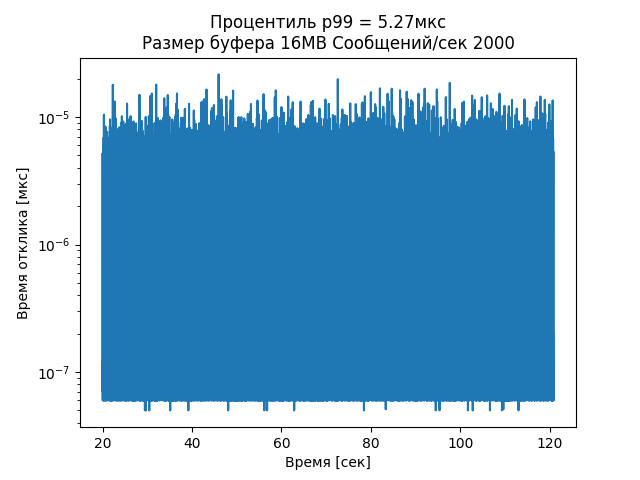 Процентиль p99 = 5.27мкс
Размер буфера 16MB Сообщений/сек 2000
Время отклика [мкс]
10⁻⁵
10⁻⁶
10⁻⁷
20 40 60 80 100 120
Время [сек]